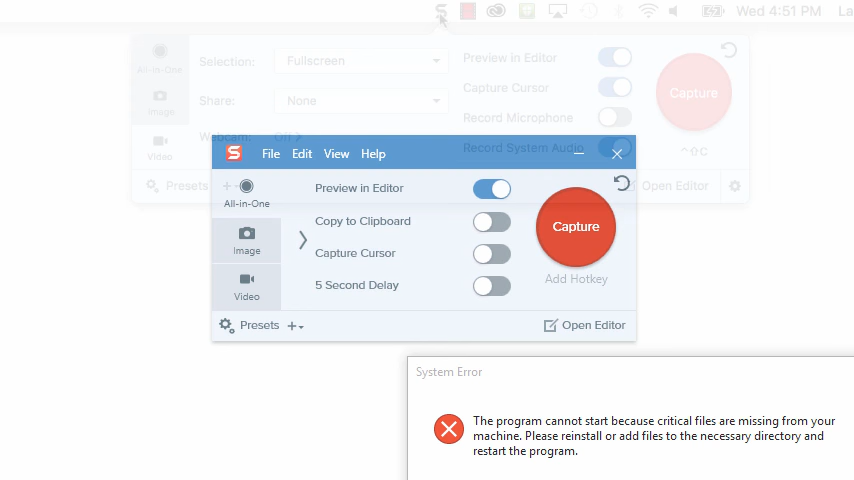 Wed 4:51 PM La
Selection: Fullscreen
Share: None
Webcam: Off >
Preview in Editor
Capture Cursor
Record Microphone
Record System Audio
Capture
^⇧C
All-in-One
Image
Video
Presets
Open Editor
S File Edit View Help
All-in-One
Image
Video
Preview in Editor
Copy to Clipboard
Capture Cursor
5 Second Delay
Capture
Add Hotkey
Presets
Open Editor
System Error
The program cannot start because critical files are missing from your
machine. Please reinstall or add files to the necessary directory and
restart the program.